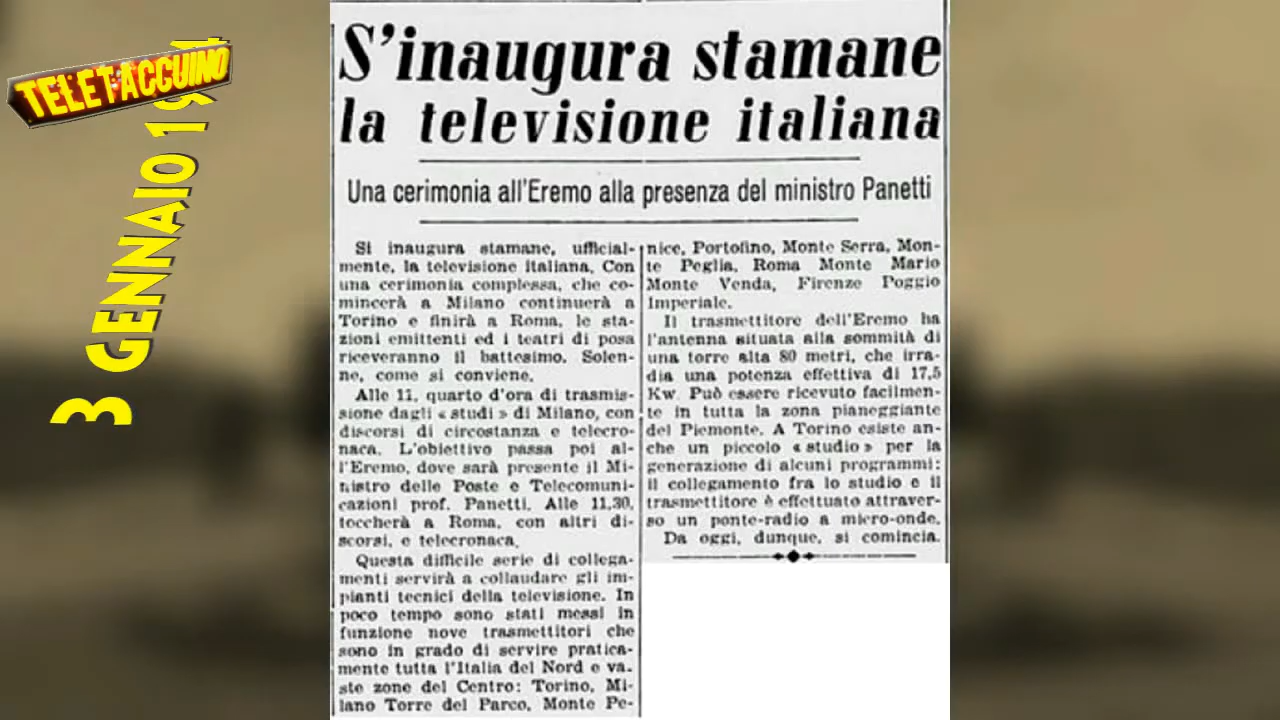 TELETACCUINO
3 GENNAIO 19
S'inaugura stamane
la televisione italiana
Una cerimonia all'Eremo alla presenza del ministro Panetti
Si inaugura stamane, ufficial-
mente, la televisione italiana. Con
una cerimonia complessa, che co-
mincerà a Milano continuerà a
Torino e finirà a Roma, le sta-
zioni emittenti ed i teatri di posa
riceveranno il battesimo. Solen-
ne, come si conviene.
Alle 11, quarto d'ora di trasmis-
sione dagli « studi » di Milano, con
discorsi di circostanza e telecro-
naca. L'obiettivo passa poi al-
l'Eremo, dove sarà presente il Mi-
nistro delle Poste e Telecomuni-
cazioni prof. Panetti. Alle 11,30,
toccherà a Roma, con altri di-
scorsi, e telecronaca.
Questa difficile serie di collega-
menti servirà a collaudare gli im-
pianti tecnici della televisione. In
poco tempo sono stati messi in
funzione nove trasmettitori che
sono in grado di servire pratica-
mente tutta l'Italia del Nord e va-
ste zone del Centro: Torino, Mi-
lano Torre del Parco, Monte Pe-
nice, Portofino, Monte Serra, Mon-
te Peglia, Roma Monte Mario
Monte Venda, Firenze Poggio
Imperiale.
Il trasmettitore dell'Eremo ha
l'antenna situata alla sommità di
una torre alta 80 metri, che irra-
dia una potenza effettiva di 17,5
Kw. Può essere ricevuto facilmen-
te in tutta la zona pianeggiante
del Piemonte. A Torino esiste an-
che un piccolo « studio » per la
generazione di alcuni programmi:
il collegamento fra lo studio e il
trasmettitore è effettuato attraver-
so un ponte-radio a micro-onde.
Da oggi, dunque, si comincia.